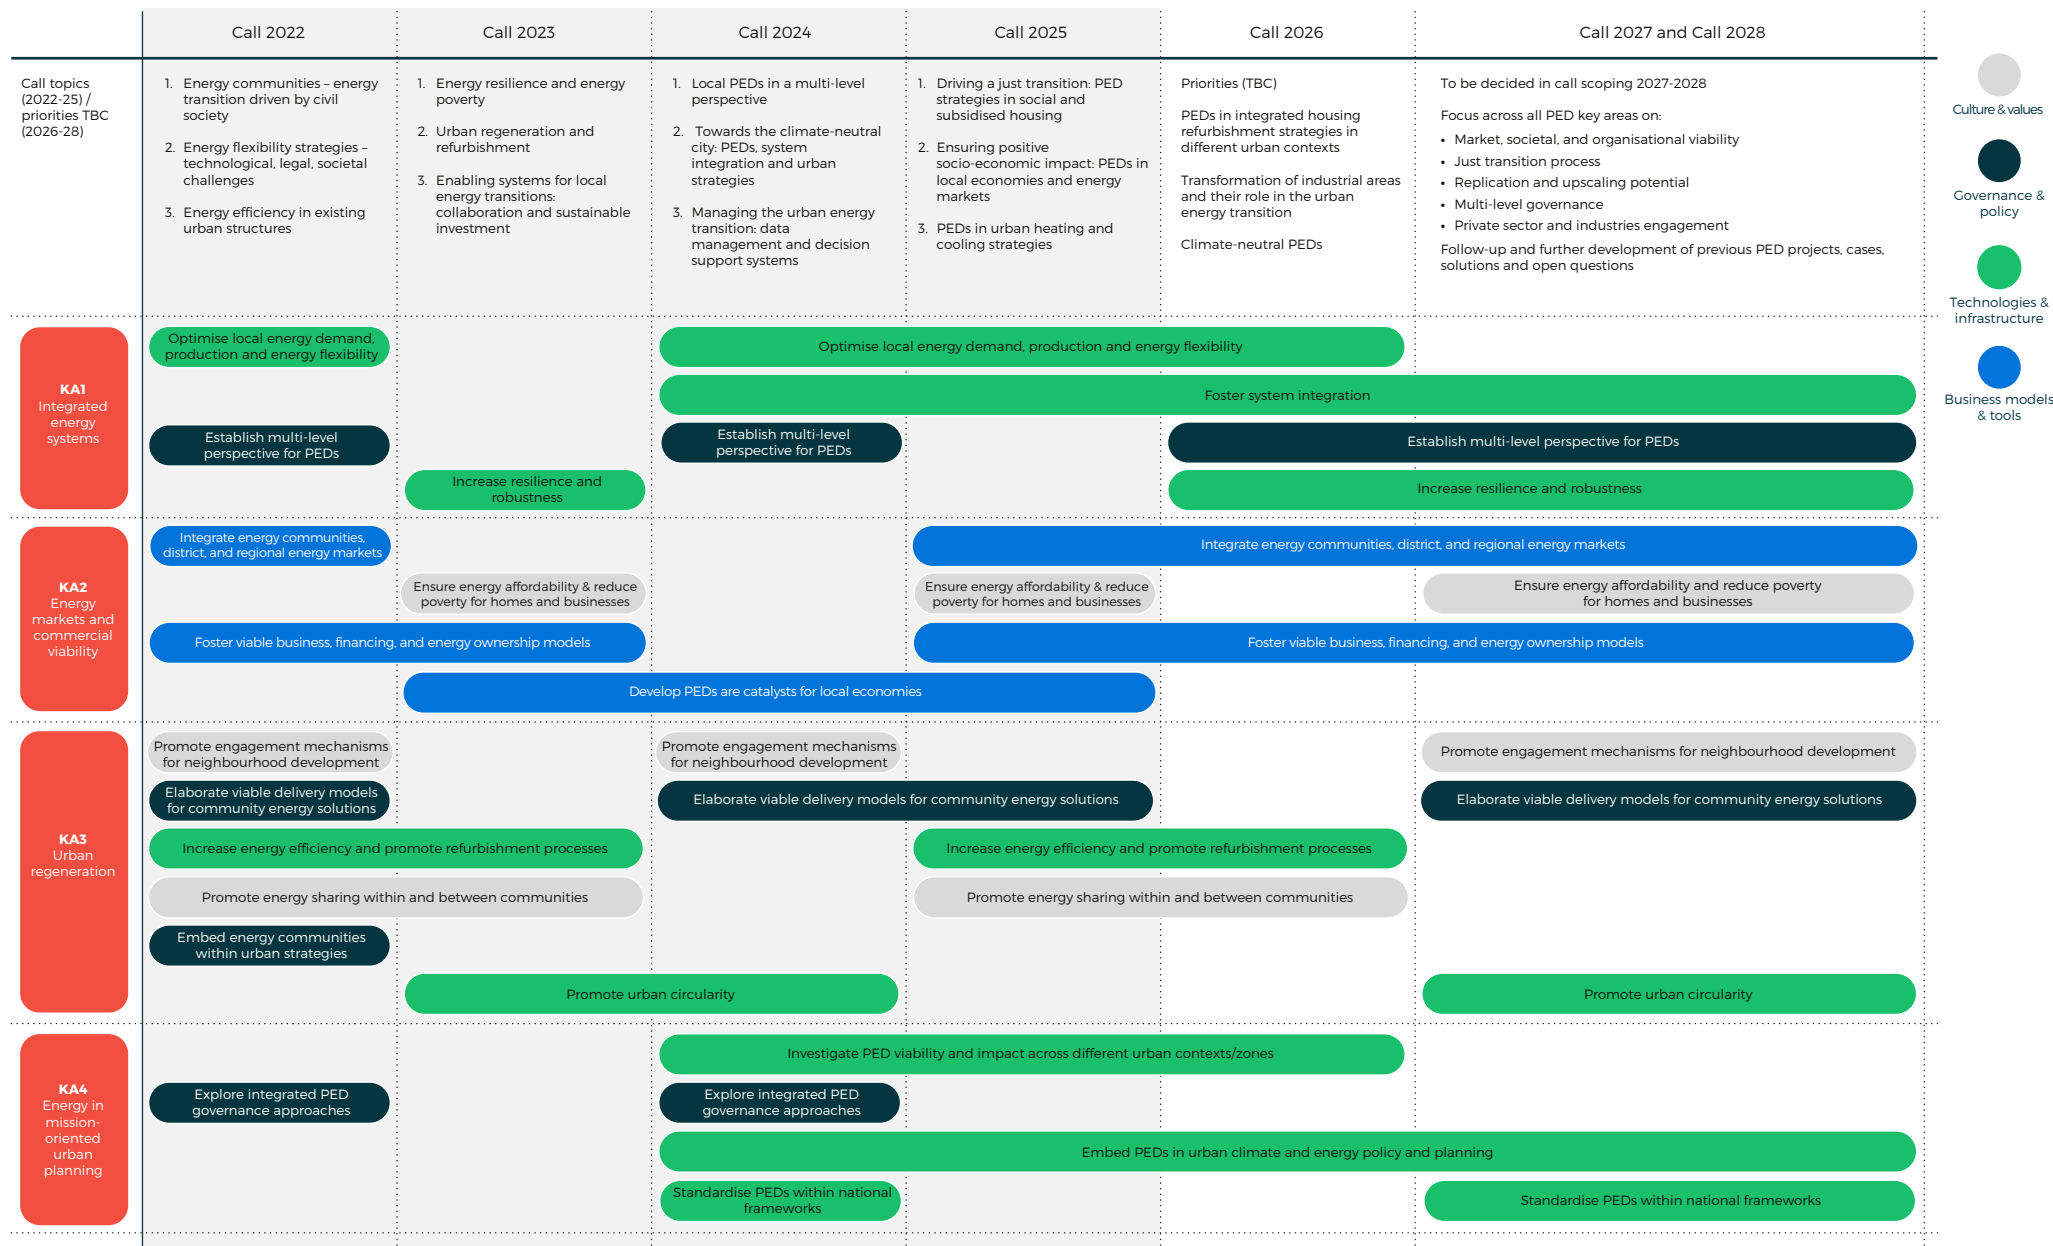 Call 2022
Call 2023
Call 2024
Call 2025
Call 2026
Call 2027 and Call 2028
Call topics
(2022-25) /
priorities TBC
(2026-28)
1. Energy communities – energy
transition driven by civil
society
2. Energy flexibility strategies –
technological, legal, societal
challenges
3. Energy efficiency in existing
urban structures
1. Energy resilience and energy
poverty
2. Urban regeneration and
refurbishment
3. Enabling systems for local
energy transitions:
collaboration and sustainable
investment
1. Local PEDs in a multi-level
perspective
2. Towards the climate-neutral
city: PEDs, system
integration and urban
strategies
3. Managing the urban energy
transition: data
management and decision
support systems
1. Driving a just transition: PED
strategies in social and
subsidised housing
2. Ensuring positive
socio-economic impact: PEDs in
local economies and energy
markets
3. PEDs in urban heating and
cooling strategies
Priorities (TBC)
PEDs in integrated housing
refurbishment strategies in
different urban contexts
Transformation of industrial areas
and their role in the urban
energy transition
Climate-neutral PEDs
To be decided in call scoping 2027-2028
Focus across all PED key areas on:
• Market, societal, and organisational viability
• Just transition process
• Replication and upscaling potential
• Multi-level governance
• Private sector and industries engagement
Follow-up and further development of previous PED projects, cases,
solutions and open questions
Culture & values
Governance &
policy
Technologies &
infrastructure
Business models
& tools
KA1
Integrated
energy
systems
Optimise local energy demand,
production and energy flexibility
Optimise local energy demand, production and energy flexibility
Foster system integration
Establish multi-level
perspective for PEDs
Establish multi-level
perspective for PEDs
Establish multi-level perspective for PEDs
Increase resilience and
robustness
Increase resilience and robustness
KA2
Energy
markets and
commercial
viability
Integrate energy communities,
district, and regional energy markets
Integrate energy communities, district, and regional energy markets
Ensure energy affordability & reduce
poverty for homes and businesses
Ensure energy affordability & reduce
poverty for homes and businesses
Ensure energy affordability and reduce poverty
for homes and businesses
Foster viable business, financing, and energy ownership models
Foster viable business, financing, and energy ownership models
Develop PEDs are catalysts for local economies
KA3
Urban
regeneration
Promote engagement mechanisms
for neighbourhood development
Promote engagement mechanisms
for neighbourhood development
Promote engagement mechanisms for neighbourhood development
Elaborate viable delivery models
for community energy solutions
Elaborate viable delivery models for community energy solutions
Elaborate viable delivery models for community energy solutions
Increase energy efficiency and promote refurbishment processes
Increase energy efficiency and promote refurbishment processes
Promote energy sharing within and between communities
Promote energy sharing within and between communities
Embed energy communities
within urban strategies
Promote urban circularity
Promote urban circularity
KA4
Energy in
mission-
oriented
urban
planning
Investigate PED viability and impact across different urban contexts/zones
Explore integrated PED
governance approaches
Explore integrated PED
governance approaches
Embed PEDs in urban climate and energy policy and planning
Standardise PEDs within national
frameworks
Standardise PEDs within national frameworks